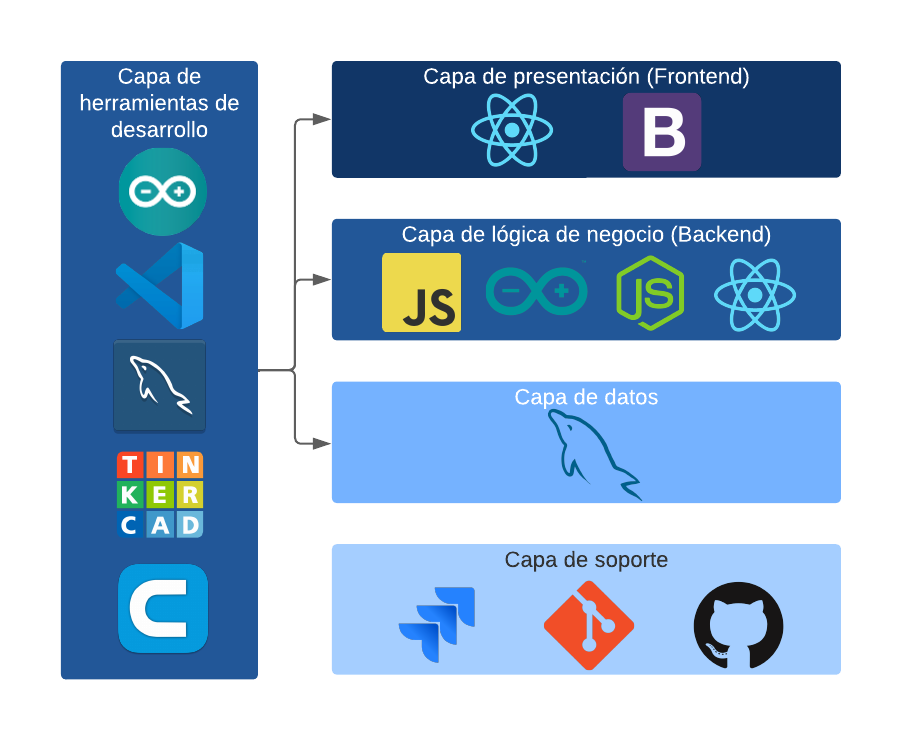 Capa de
herramientas de
desarrollo
TIN
KER
CAD
C
Capa de presentación (Frontend)
B
Capa de lógica de negocio (Backend)
JS
JS
Capa de datos
Capa de soporte